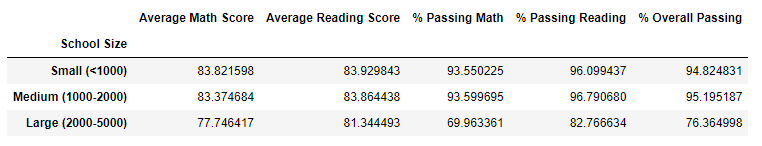 Average Math Score Average Reading Score % Passing Math % Passing Reading % Overall Passing
School Size
Small (<1000) 83.821598 83.929843 93.550225 96.099437 94.824831
Medium (1000-2000) 83.374684 83.864438 93.599695 96.790680 95.195187
Large (2000-5000) 77.746417 81.344493 69.963361 82.766634 76.364998